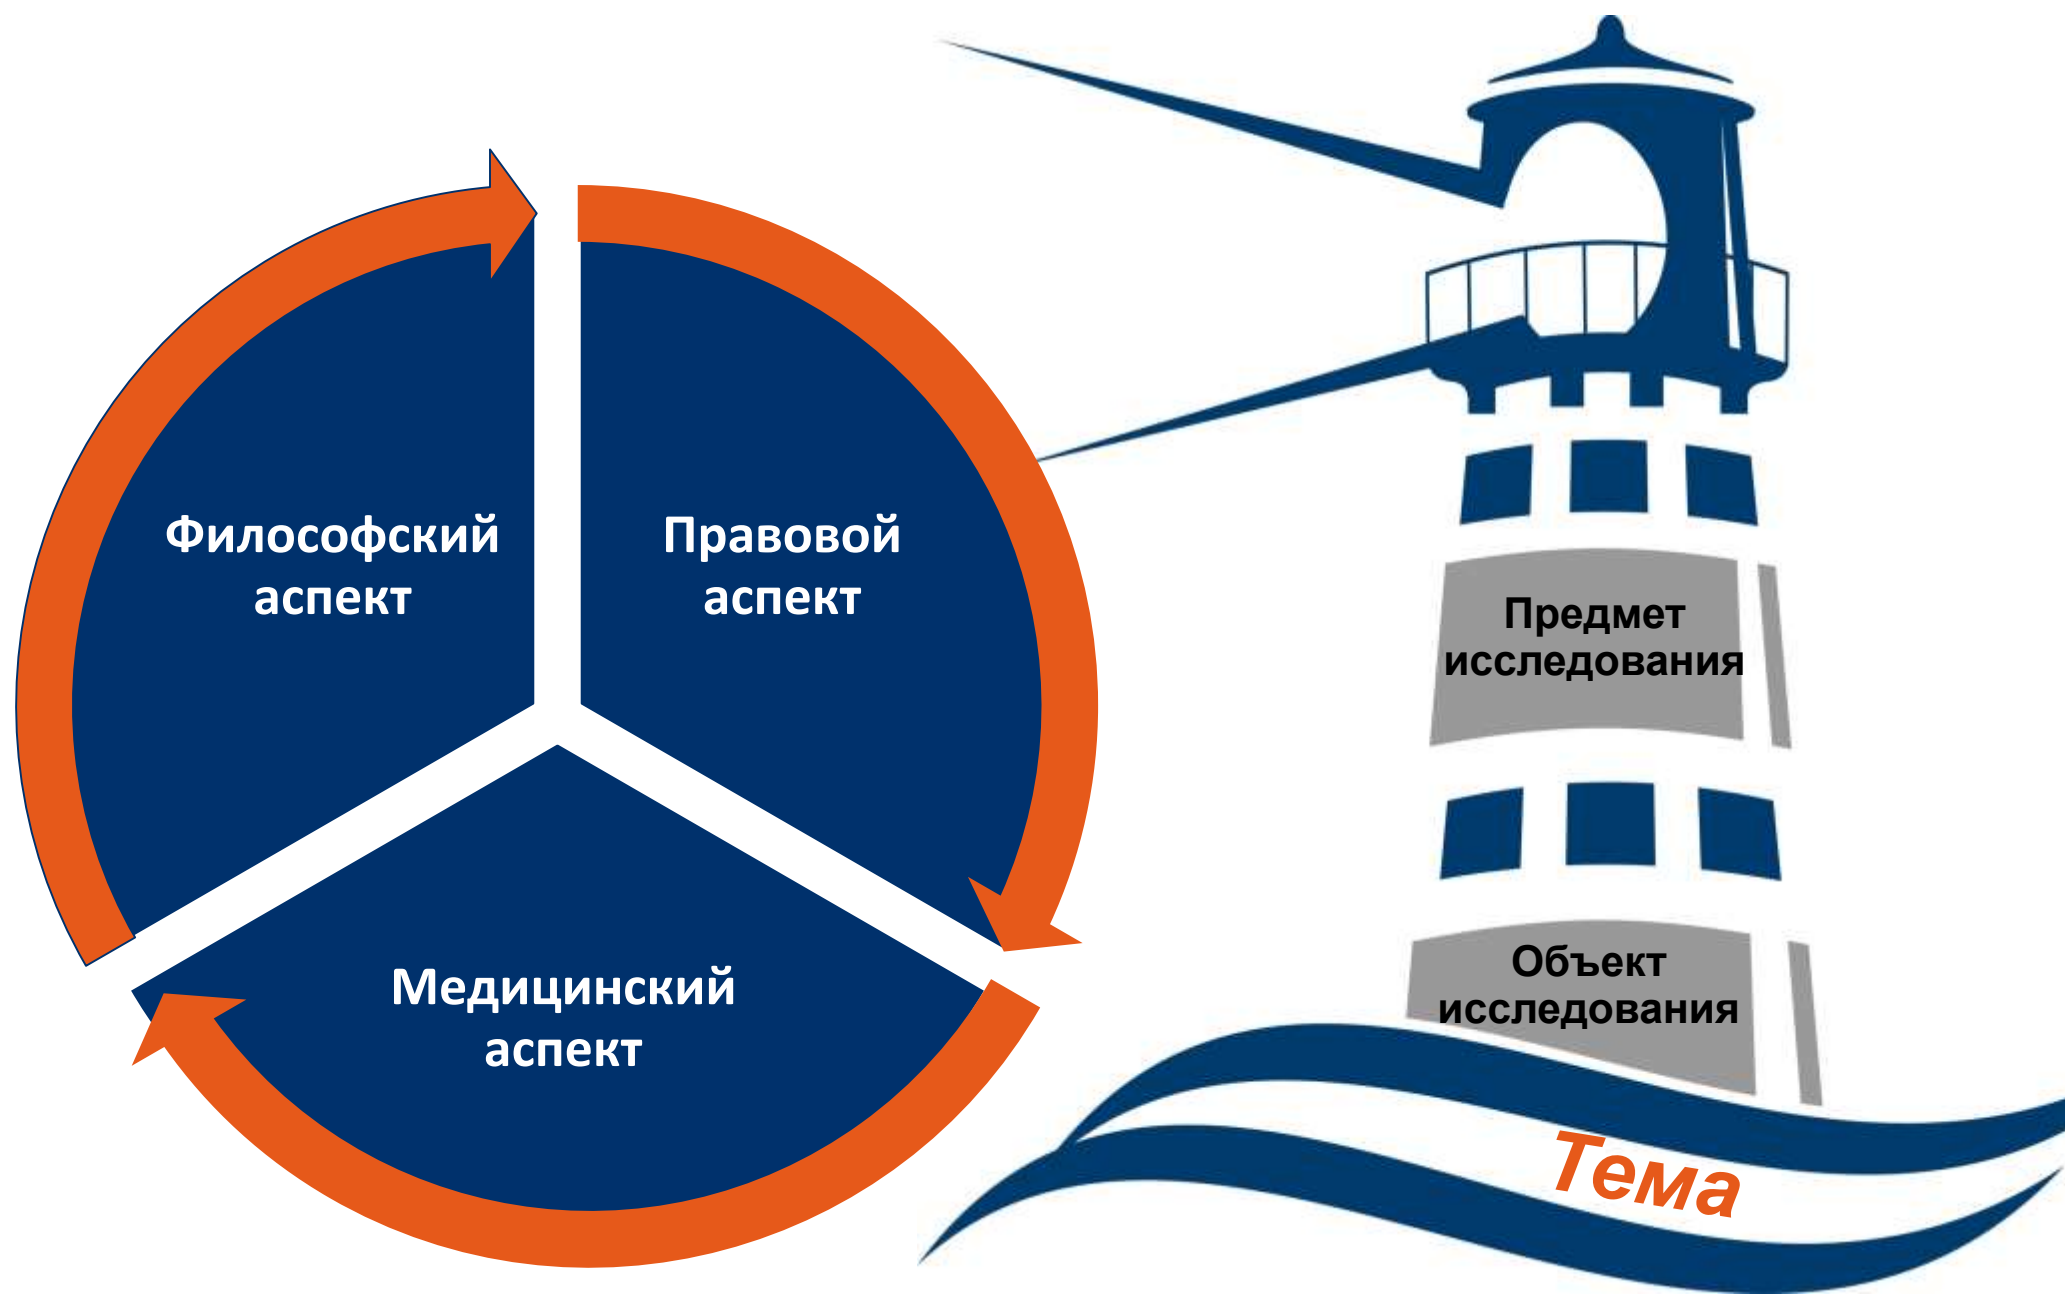 Философский
аспект
Правовой
аспект
Медицинский
аспект
Предмет
исследования
Объект
исследования
Тема